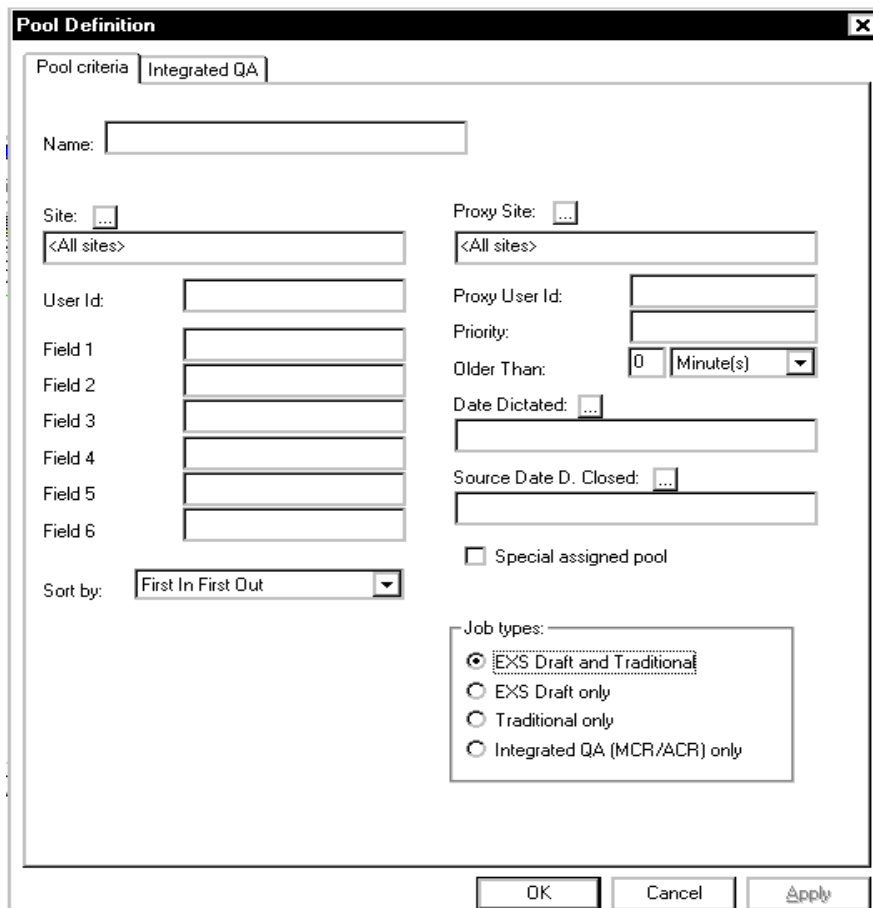 Pool Definition
Pool criteria
Integrated QA
Name:
Site: ...
<All sites>
User Id:
Field 1
Field 2
Field 3
Field 4
Field 5
Field 6
Sort by: First In First Out
Proxy Site: ...
<All sites>
Proxy User Id:
Priority:
Older Than: 0 Minute(s)
Date Dictated: ...
Source Date D. Closed: ...
Special assigned pool
Job types:
EXS Draft and Traditional
EXS Draft only
Traditional only
Integrated QA (MCR/ACR) only
OK Cancel Apply